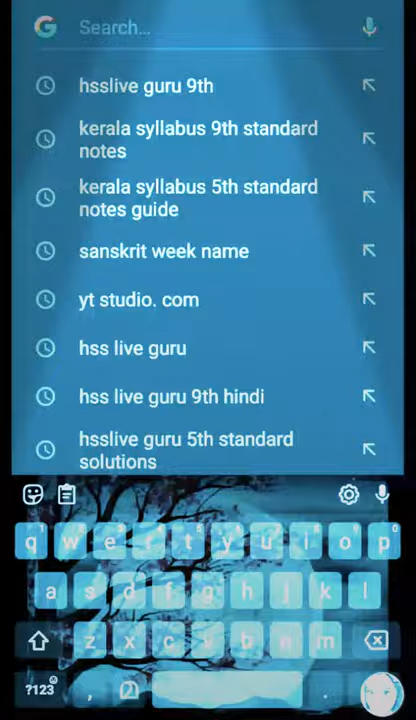 Search...
hsslive guru 9th
kerala syllabus 9th standard
notes
kerala syllabus 5th standard
notes guide
sanskrit week name
yt studio. com
hss live guru
hss live guru 9th hindi
hsslive guru 5th standard
solutions
q w e r t y u i o p
a s d f g h j k l
z x c v b n m
?123 , .